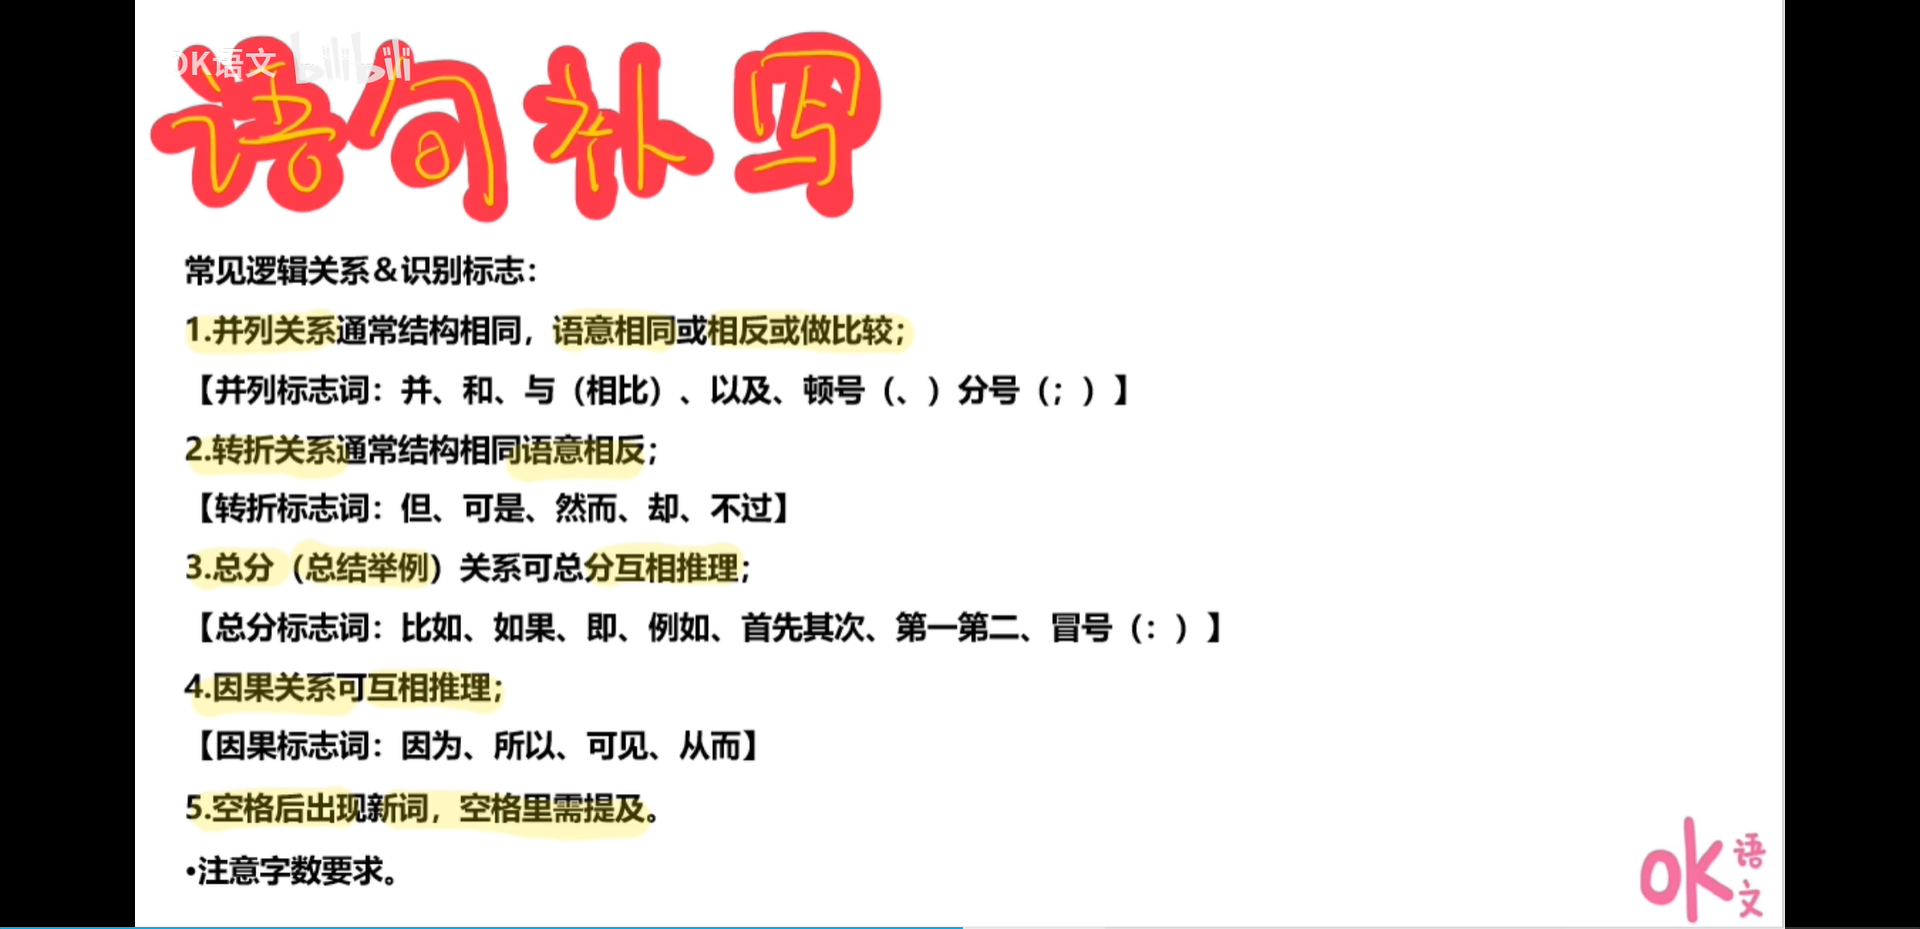 语句补写
OK语文 bilibili
常见逻辑关系＆识别标志：
1.并列关系通常结构相同，语意相同或相反或做比较；
【并列标志词：并、和、与（相比）、以及、顿号（、）分号（；）】
2.转折关系通常结构相同语意相反；
【转折标志词：但、可是、然而、却、不过】
3.总分（总结举例）关系可总分互相推理；
【总分标志词：比如、如果、即、例如、首先其次、第一第二、冒号（：）】
4.因果关系可互相推理；
【因果标志词：因为、所以、可见、从而】
5.空格后出现新词，空格里需提及。
•注意字数要求。
ok语文